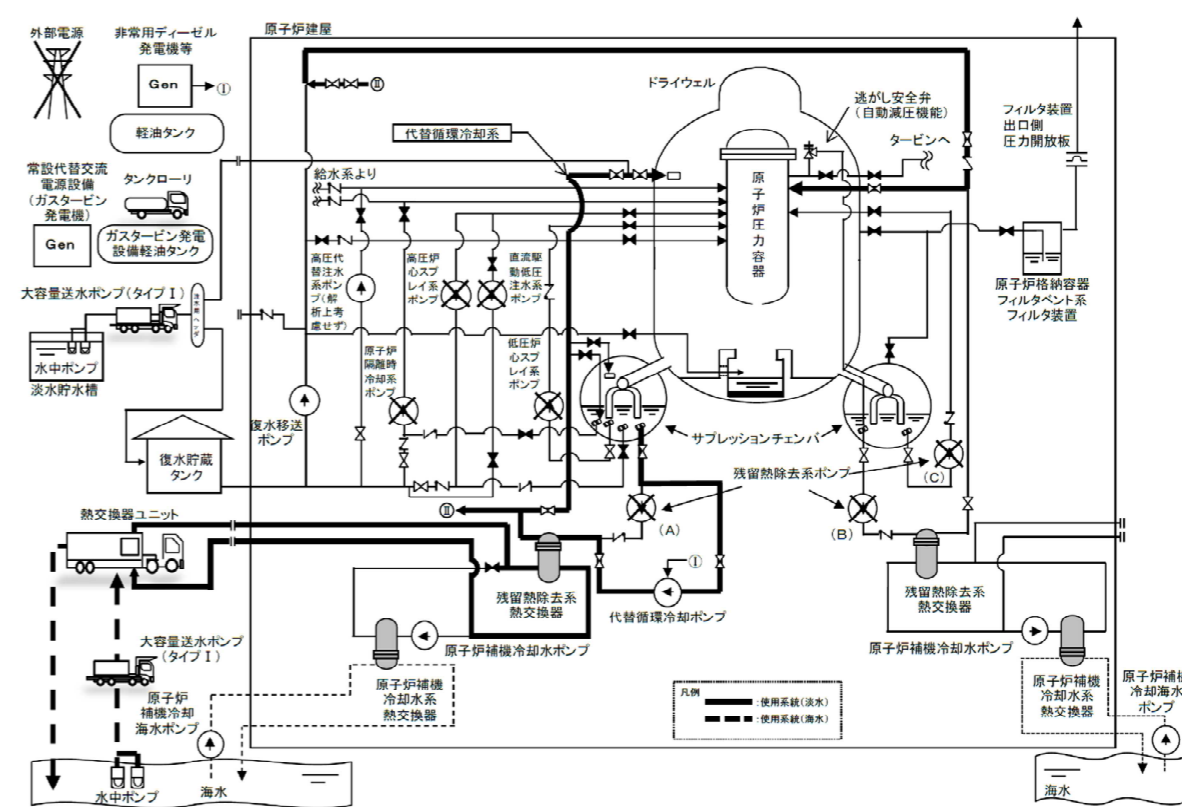 外部電源
非常用ディーゼル
発電機等
Gen
①
軽油タンク
常設代替交流
電源設備
(ガスタービン
発電機)
タンクローリ
Gen
ガスタービン発電
設備軽油タンク
大容量送水ポンプ(タイプⅠ)
水中ポンプ
淡水貯水槽
復水貯蔵
タンク
復水移送
ポンプ
熱交換器ユニット
大容量送水ポンプ
(タイプⅠ)
原子炉
補機冷却
海水ポンプ
水中ポンプ
海水
原子炉建屋
Ⅱ
代替循環冷却系
給水系より
ドライウェル
逃がし安全弁
(自動減圧機能)
タービンへ
原子炉圧力容器
フィルタ装置
出口側
圧力開放板
原子炉格納容器
フィルタベント系
フィルタ装置
高圧代
替注水
系ポン
プ(解
析上考
慮せず)
高圧炉
心スプ
レイ系
ポンプ
直流駆
動低圧
注水系
ポンプ
原子炉
隔離時
冷却系
ポンプ
低圧炉
心スプ
レイ系
ポンプ
サプレッションチェンバ
残留熱除去系ポンプ
(A)
(B)
(C)
Ⅱ
①
代替循環冷却ポンプ
残留熱除去系
熱交換器
原子炉補機冷却水ポンプ
原子炉補機
冷却水系
熱交換器
残留熱除去系
熱交換器
原子炉補機冷却水ポンプ
原子炉補機
冷却水系
熱交換器
原子炉補機
冷却海水
ポンプ
海水
凡例
:使用系統(淡水)
:使用系統(海水)